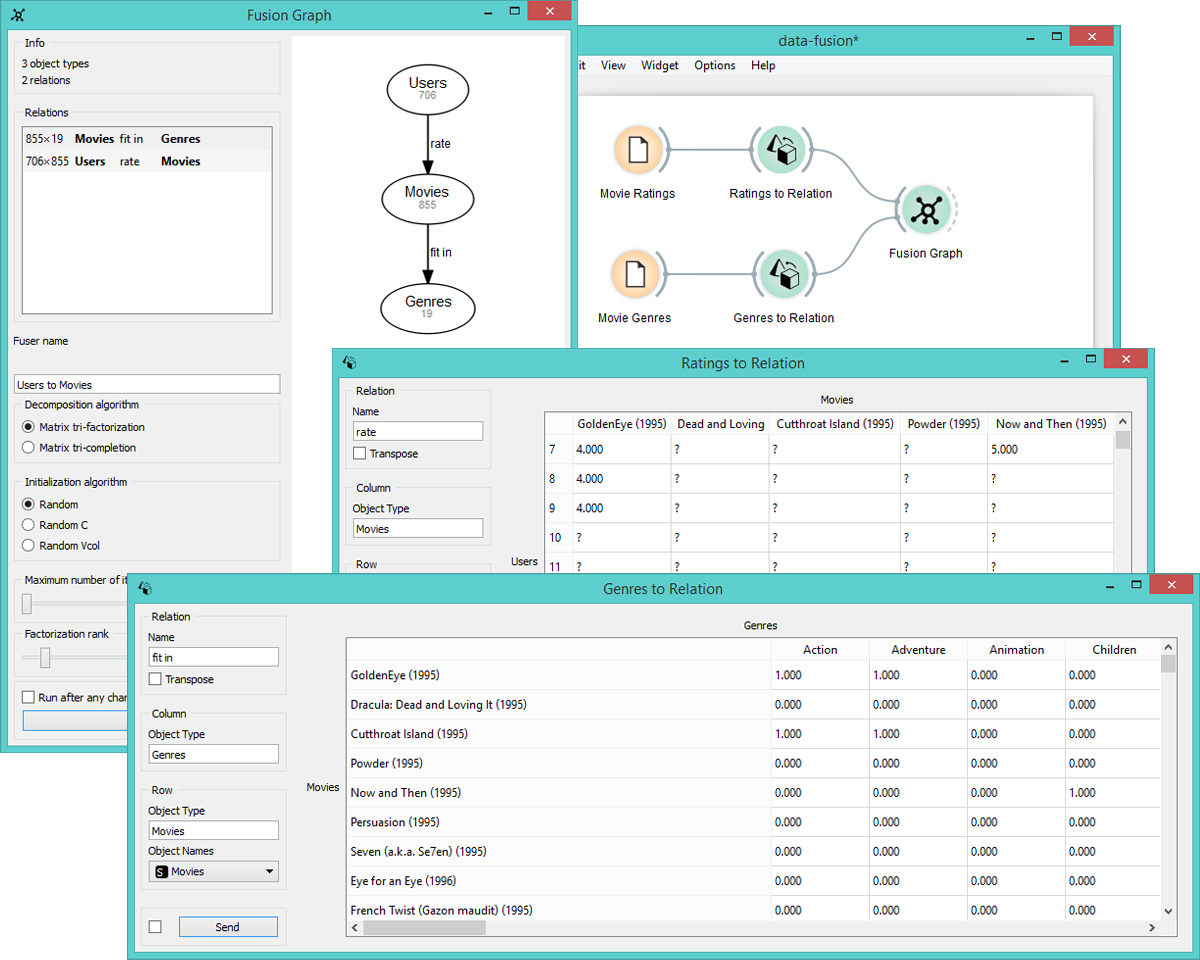 Fusion Graph
Info
3 object types
2 relations
Relations
855×19 Movies fit in Genres
706×855 Users rate Movies
Fuser name
Users to Movies
Decomposition algorithm
Matrix tri-factorization
Matrix tri-completion
Initialization algorithm
Random
Random C
Random Vcol
Maximum number of it
Factorization rank
Run after any char
Users
706
rate
Movies
855
fit in
Genres
19
data-fusion*
it View Widget Options Help
Movie Ratings
Ratings to Relation
Fusion Graph
Movie Genres
Genres to Relation
Ratings to Relation
Relation
Name
rate
Transpose
Column
Object Type
Movies
Row
Movies
Users
GoldenEye (1995) Dead and Loving Cutthroat Island (1995) Powder (1995) Now and Then (1995)
7 4.000 ? ? ? 5.000
8 4.000 ? ? ? ?
9 4.000 ? ? ? ?
10 ? ? ? ? ?
11 ? ? ? ? ?
Genres to Relation
Relation
Name
fit in
Transpose
Column
Object Type
Genres
Row
Object Type
Movies
Object Names
S Movies
Send
Genres
Movies
Action Adventure Animation Children
GoldenEye (1995) 1.000 1.000 0.000 0.000
Dracula: Dead and Loving It (1995) 0.000 0.000 0.000 0.000
Cutthroat Island (1995) 1.000 1.000 0.000 0.000
Powder (1995) 0.000 0.000 0.000 0.000
Now and Then (1995) 0.000 0.000 0.000 1.000
Persuasion (1995) 0.000 0.000 0.000 0.000
Seven (a.k.a. Se7en) (1995) 0.000 0.000 0.000 0.000
Eye for an Eye (1996) 0.000 0.000 0.000 0.000
French Twist (Gazon maudit) (1995) 0.000 0.000 0.000 0.000